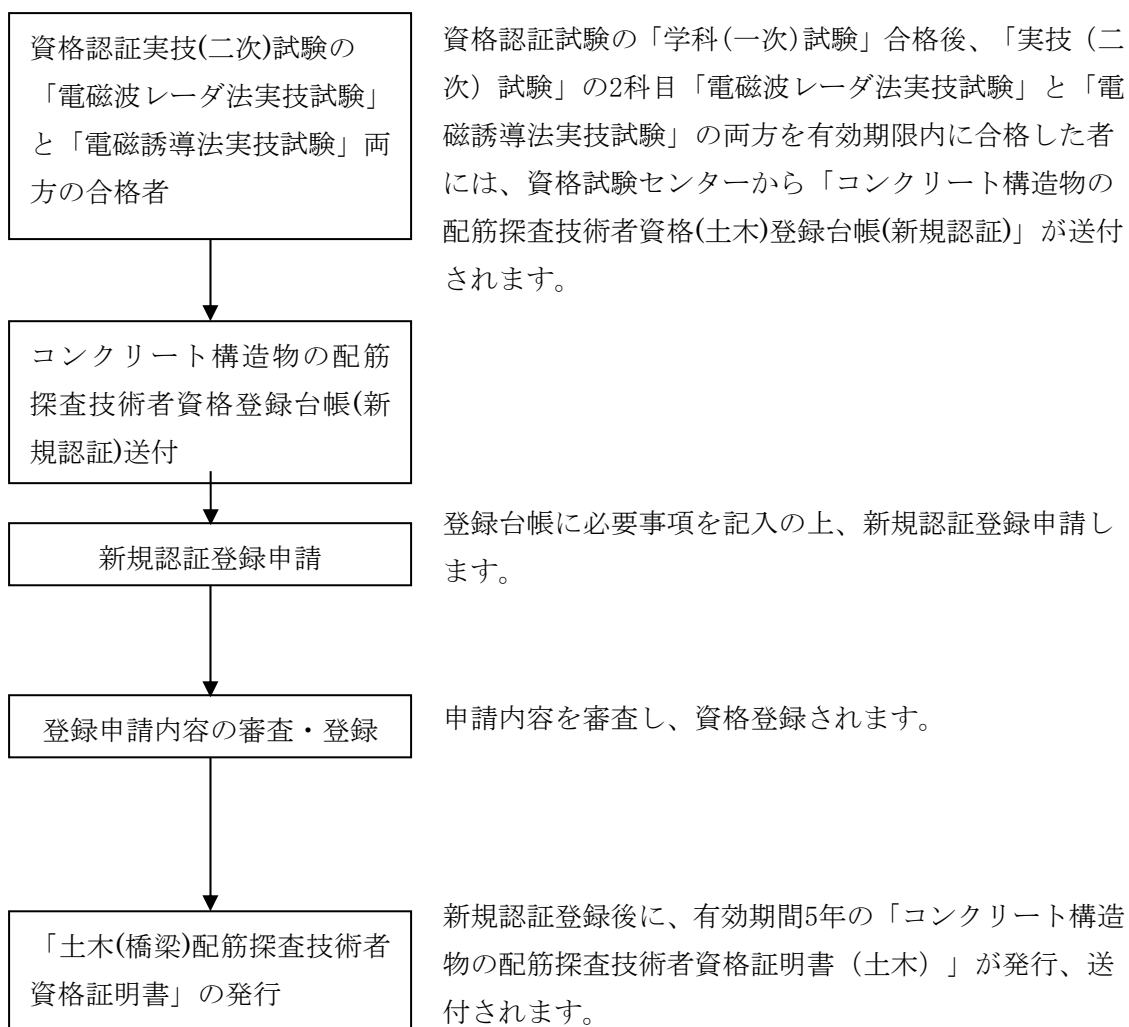 資格認証実技(二次)試験の
「電磁波レーダ法実技試験」
と「電磁誘導法実技試験」両
方の合格者
資格認証試験の「学科(一次)試験」合格後、「実技（二
次）試験」の2科目「電磁波レーダ法実技試験」と「電
磁誘導法実技試験」の両方を有効期限内に合格した者
には、資格試験センターから「コンクリート構造物の
配筋探査技術者資格(土木)登録台帳(新規認証)」が送付
されます。
コンクリート構造物の配筋
探査技術者資格登録台帳(新
規認証)送付
新規認証登録申請
登録台帳に必要事項を記入の上、新規認証登録申請し
ます。
登録申請内容の審査・登録
申請内容を審査し、資格登録されます。
「土木(橋梁)配筋探査技術者
資格証明書」の発行
新規認証登録後に、有効期間5年の「コンクリート構造
物の配筋探査技術者資格証明書（土木）」が発行、送
付されます。